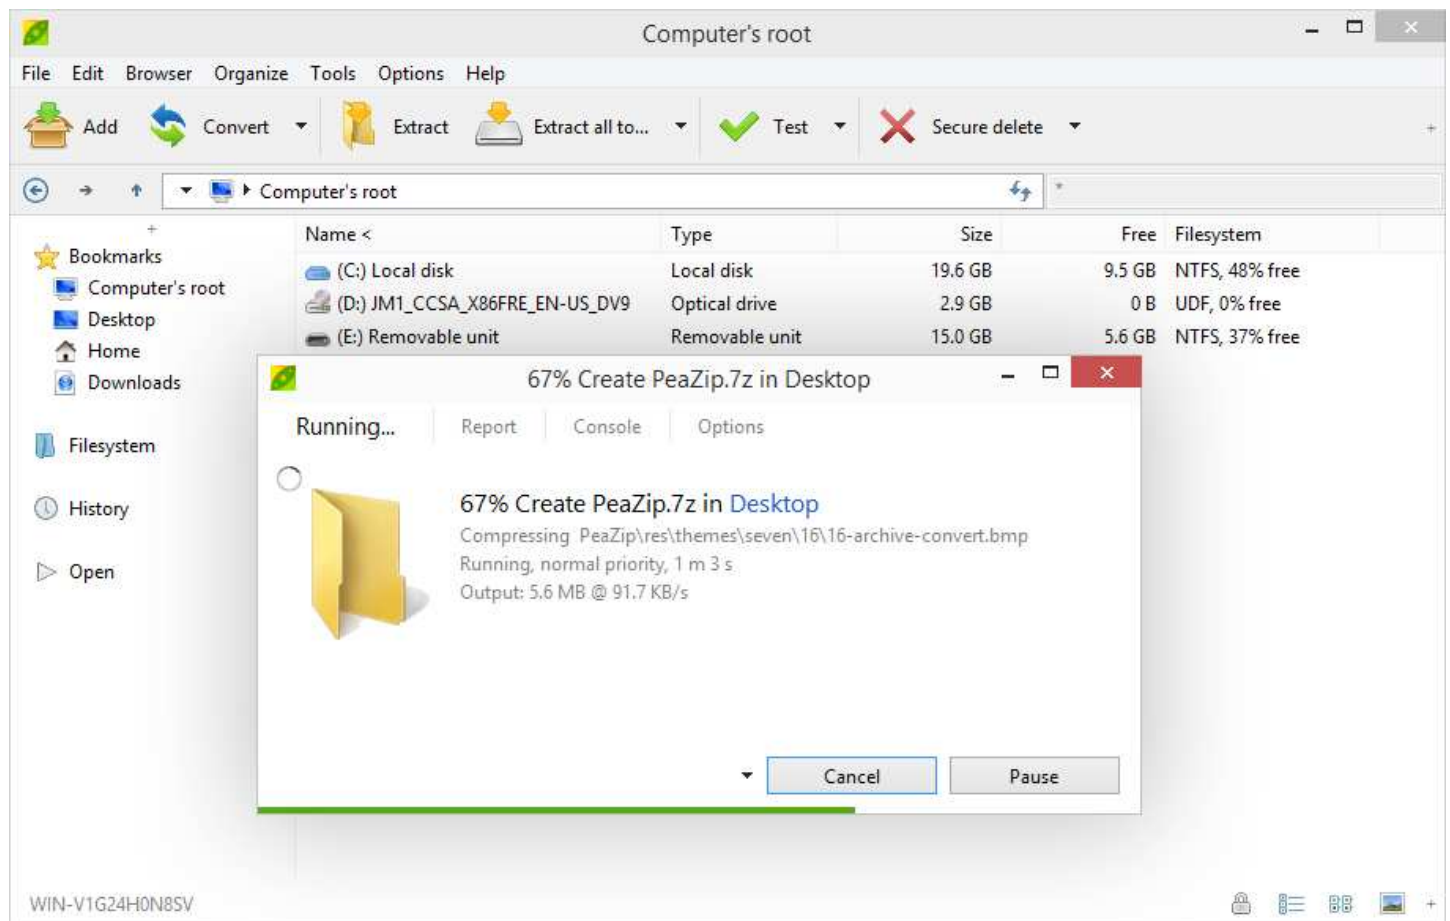 Computer's root
File Edit Browser Organize Tools Options Help
Add Convert Extract Extract all to... Test Secure delete +
Computer's root *
+
Bookmarks
Computer's root
Desktop
Home
Downloads
Filesystem
History
Open
Name < Type Size Free Filesystem
(C:) Local disk Local disk 19.6 GB 9.5 GB NTFS, 48% free
(D:) JM1_CCSA_X86FRE_EN-US_DV9 Optical drive 2.9 GB 0 B UDF, 0% free
(E:) Removable unit Removable unit 15.0 GB 5.6 GB NTFS, 37% free
67% Create PeaZip.7z in Desktop
Running... Report Console Options
67% Create PeaZip.7z in Desktop
Compressing PeaZip\res\themes\seven\16\16-archive-convert.bmp
Running, normal priority, 1 m 3 s
Output: 5.6 MB @ 91.7 KB/s
Cancel Pause
WIN-V1G24H0N8SV +